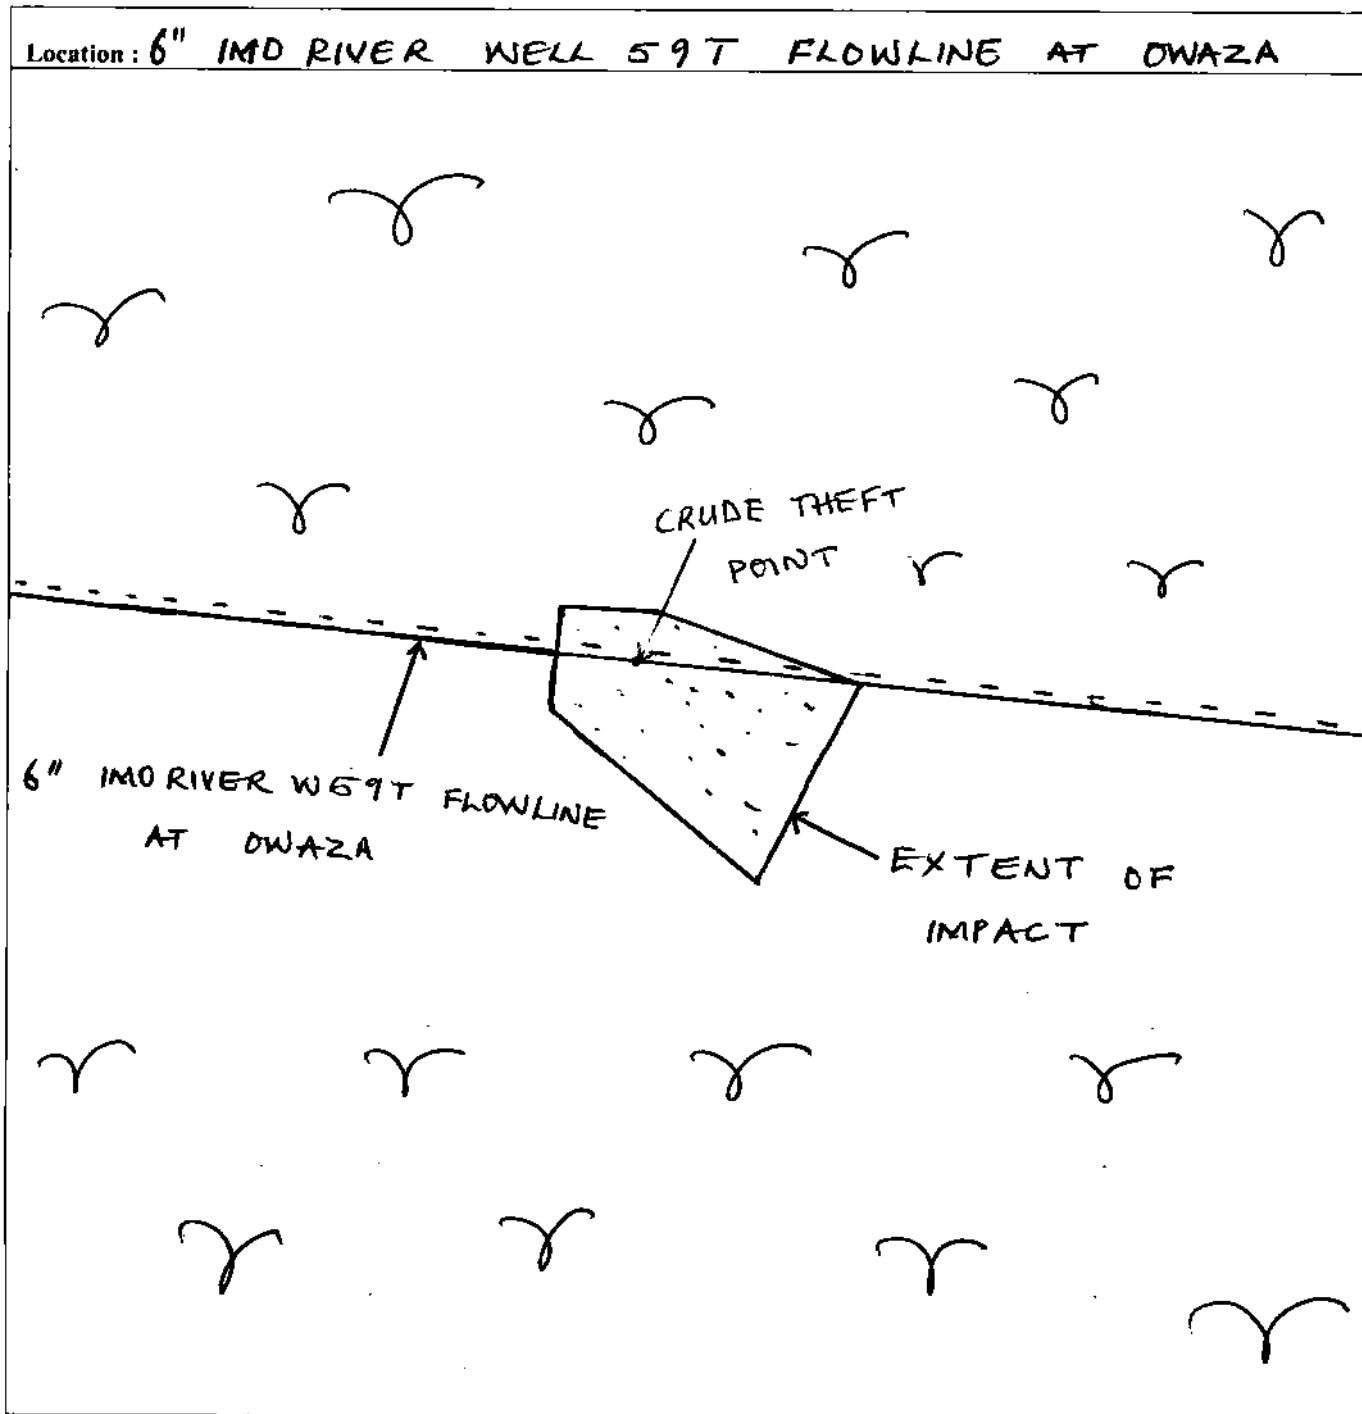 Location : 6" IMO RIVER WELL 59T FLOWLINE AT OWAZA
CRUDE THEFT
POINT
6" IMO RIVER W59T FLOWLINE
AT OWAZA
EXTENT OF
IMPACT